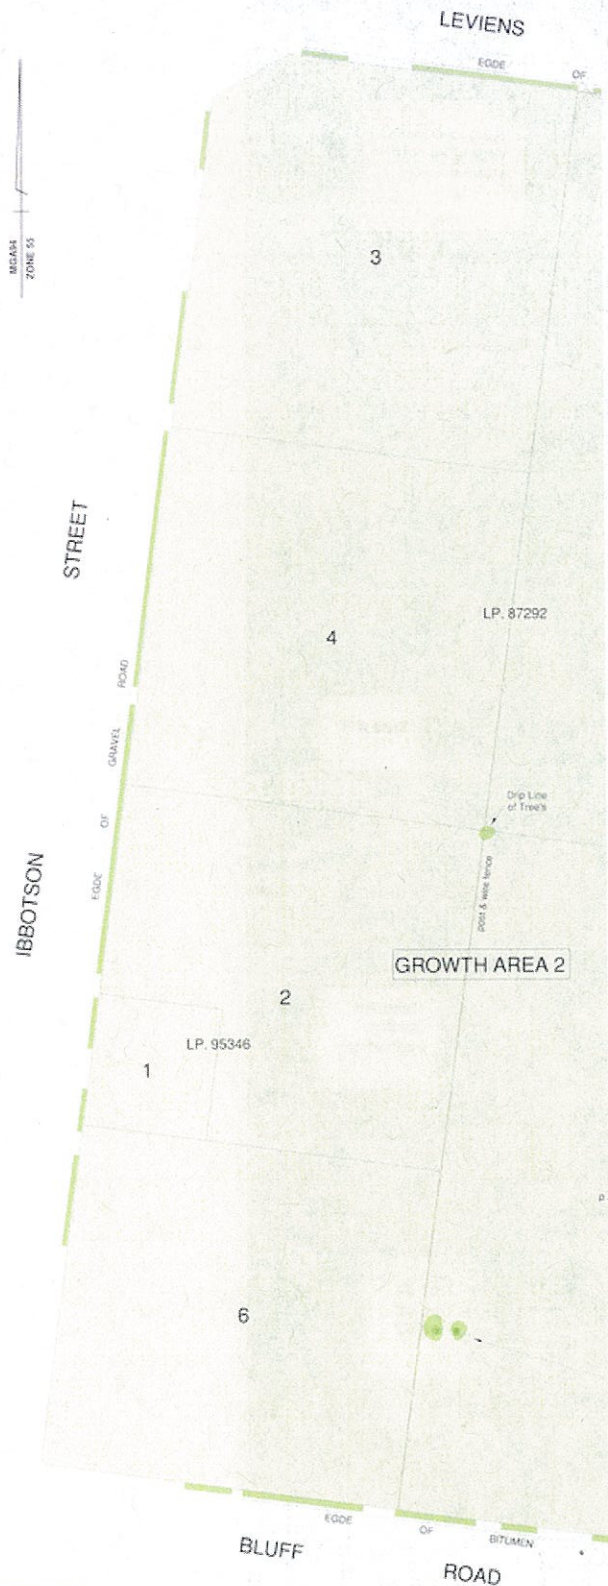 LEVIENS
EGDE OF
MGA94
ZONE 55
3
STREET
LP. 87292
4
ROAD
GRAVEL
OF
EGDE
Drip Line
of Tree's
post & wire fence
IBBOTSON
GROWTH AREA 2
2
LP. 95346
1
P
6
EGDE OF BITUMEN
BLUFF ROAD